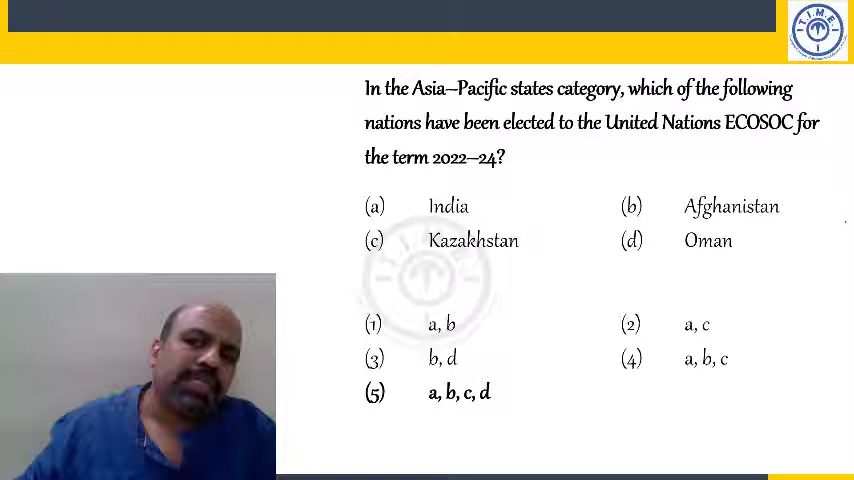 T.I.M.E.
In the Asia–Pacific states category, which of the following
nations have been elected to the United Nations ECOSOC for
the term 2022–24?
(a) India (b) Afghanistan
(c) Kazakhstan (d) Oman
(1) a, b (2) a, c
(3) b, d (4) a, b, c
(5) a, b, c, d